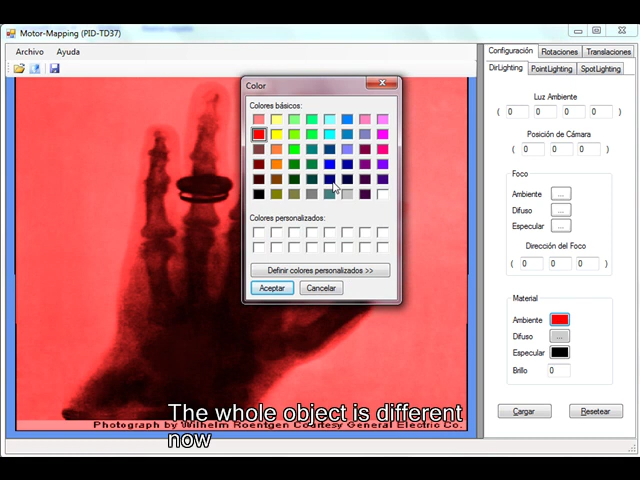 Motor-Mapping (PID-TD37)
Archivo Ayuda
Configuración Rotaciones Translaciones
DirLighting PointLighting SpotLighting
Luz Ambiente
( 0 0 0 0 )
Posición de Cámara
( 0 0 0 )
Foco
Ambiente ...
Difuso ...
Especular ...
Dirección del Foco
( 0 0 0 )
Material
Ambiente
Difuso ...
Especular
Brillo 0
Cargar Resetear
Color
Colores básicos:
Colores personalizados:
Definir colores personalizados >>
Aceptar Cancelar
The whole object is different
now
Photograph by Wilhelm Roentgen Courtesy General Electric Co.